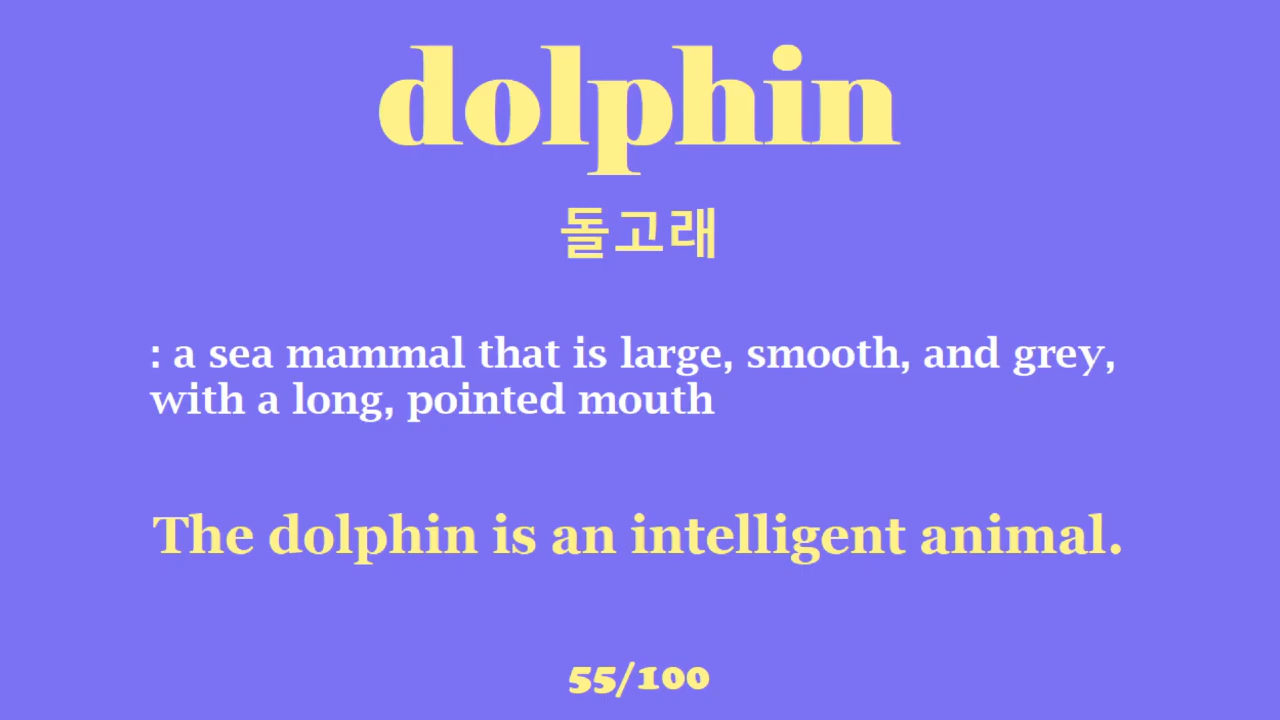 dolphin
돌고래
: a sea mammal that is large, smooth, and grey,
with a long, pointed mouth
The dolphin is an intelligent animal.
55/100